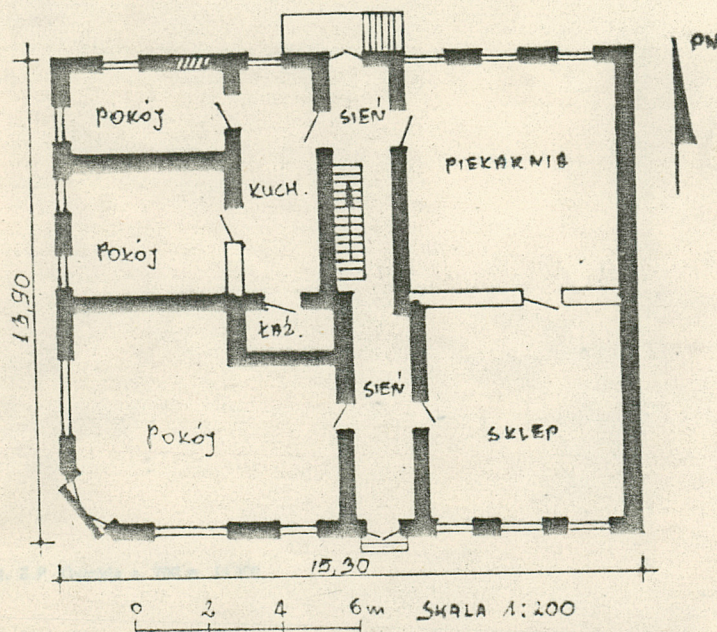 PN
POKÓJ
SIEŃ
PIEKARNIA
KUCH.
POKÓJ
13,90
ŁAŹ.
SIEŃ
POKÓJ
SKLEP
15,30
0 2 4 6m SKALA 1:200